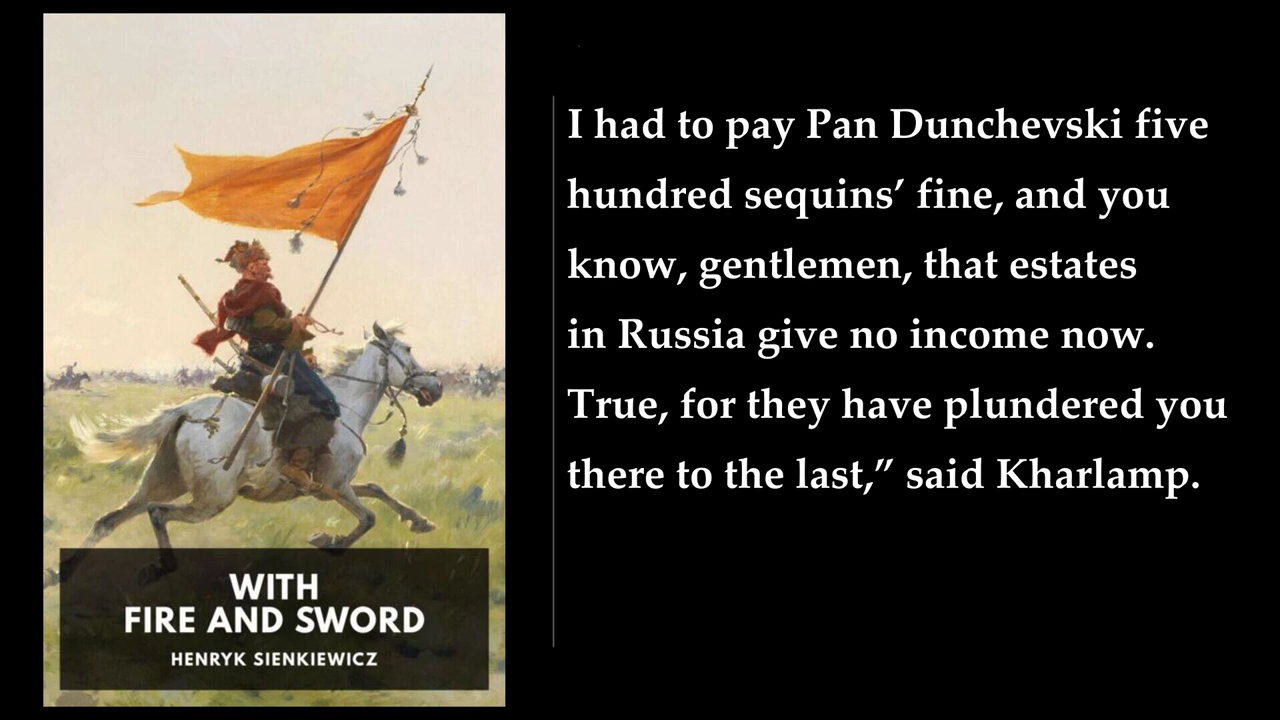 WITH
FIRE AND SWORD
HENRYK SIENKIEWICZ
I had to pay Pan Dunchevski five
hundred sequins’ fine, and you
know, gentlemen, that estates
in Russia give no income now.
True, for they have plundered you
there to the last,” said Kharlamp.